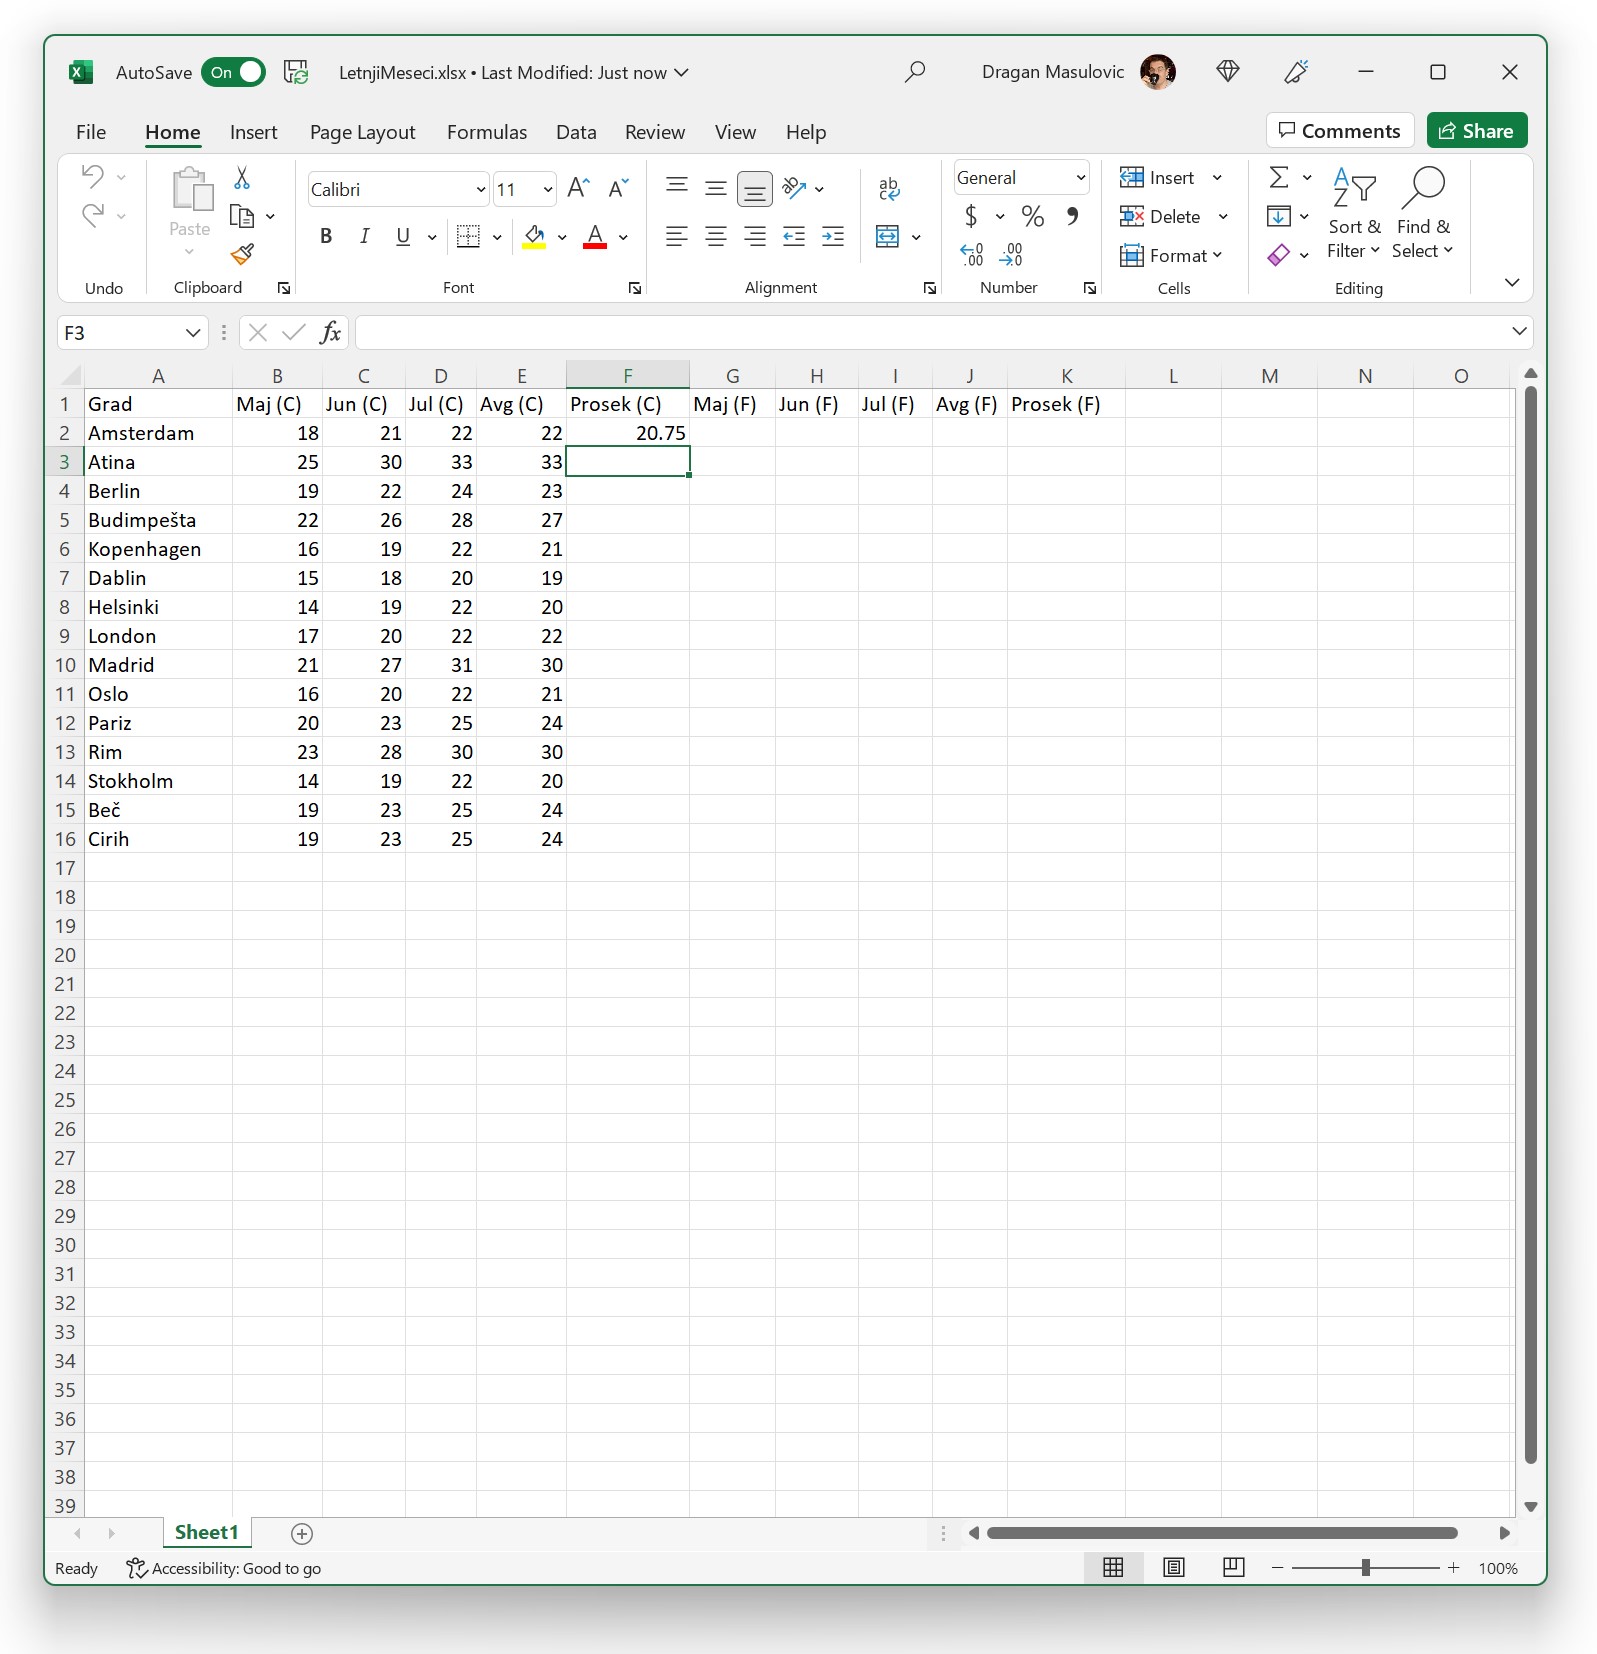 AutoSave On LetnjiMeseci.xlsx • Last Modified: Just now Dragan Masulovic
File Home Insert Page Layout Formulas Data Review View Help Comments Share
Paste
Calibri 11
B I U A
ab
c
General
$ % ,
Insert
Delete
Format
Sort & Filter
Find & Select
Undo Clipboard Font Alignment Number Cells Editing
F3 fx
A B C D E F G H I J K L M N O
1 Grad Maj (C) Jun (C) Jul (C) Avg (C) Prosek (C) Maj (F) Jun (F) Jul (F) Avg (F) Prosek (F)
2 Amsterdam 18 21 22 22 20.75
3 Atina 25 30 33 33
4 Berlin 19 22 24 23
5 Budimpešta 22 26 28 27
6 Kopenhagen 16 19 22 21
7 Dablin 15 18 20 19
8 Helsinki 14 19 22 20
9 London 17 20 22 22
10 Madrid 21 27 31 30
11 Oslo 16 20 22 21
12 Pariz 20 23 25 24
13 Rim 23 28 30 30
14 Stokholm 14 19 22 20
15 Beč 19 23 25 24
16 Cirih 19 23 25 24
17
18
19
20
21
22
23
24
25
26
27
28
29
30
31
32
33
34
35
36
37
38
39
Sheet1
Ready Accessibility: Good to go 100%